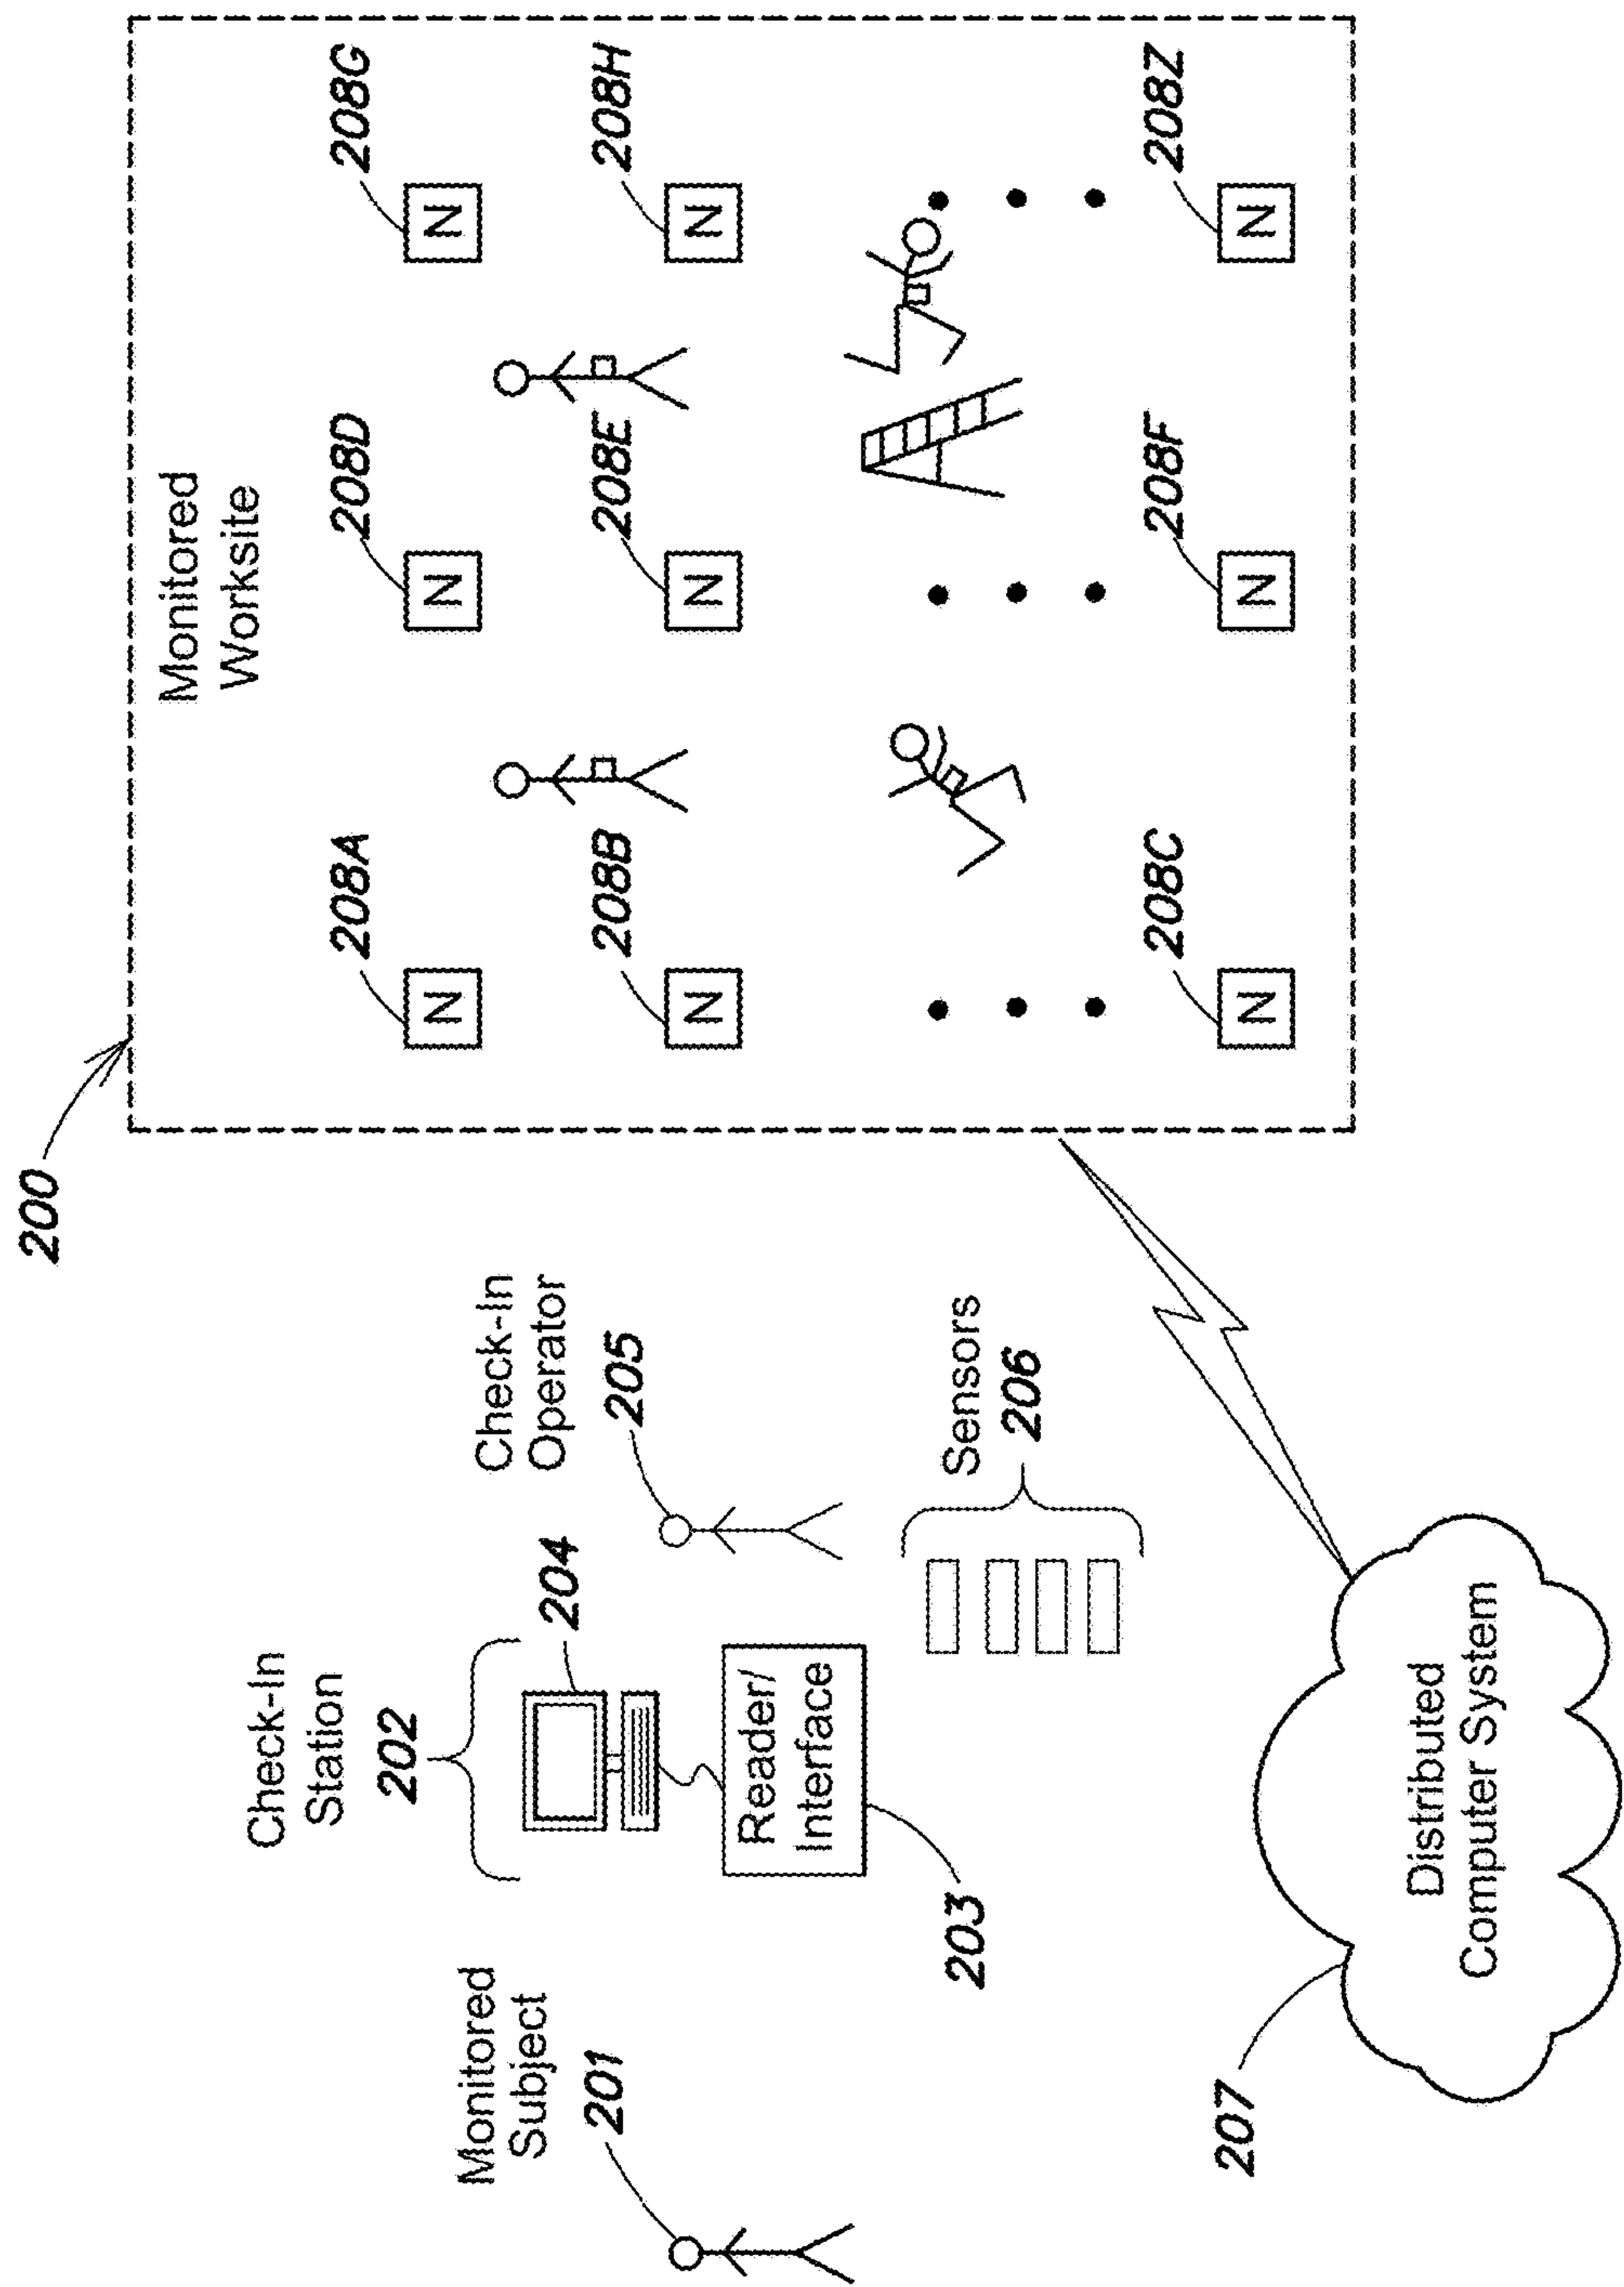 200
Monitored
Worksite
208A
N
208D
N
208G
N
208B
N
208E
N
208H
N
208C
N
208F
N
208Z
N
Check-In
Station
202
204
Reader/
Interface
203
Monitored
Subject
201
Check-In
Operator
205
Sensors
206
207
Distributed
Computer System